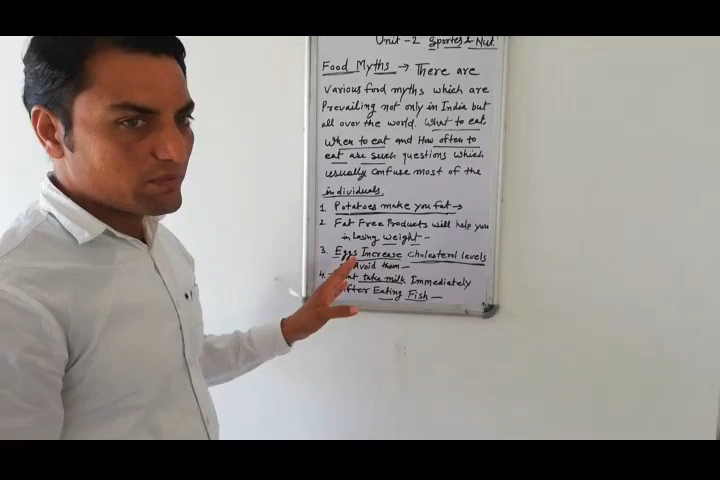 Unit -2 Sportes & Nut.
Food Myths → There are
various food myths which are
Prevailing not only in India but
all over the world. What to eat,
When to eat and How often to
eat are such questions which
usually confuse most of the
individuals.
1. Potatoes make you fat →
2. Fat Free Products will help you
in Losing weight -
3. Eggs Increase cholesterol levels
Avoid them -
4. take milk Immediately
After Eating Fish -